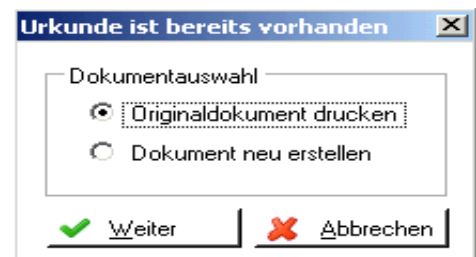 Urkunde ist bereits vorhanden
Dokumentauswahl
Originaldokument drucken
Dokument neu erstellen
Weiter Abbrechen